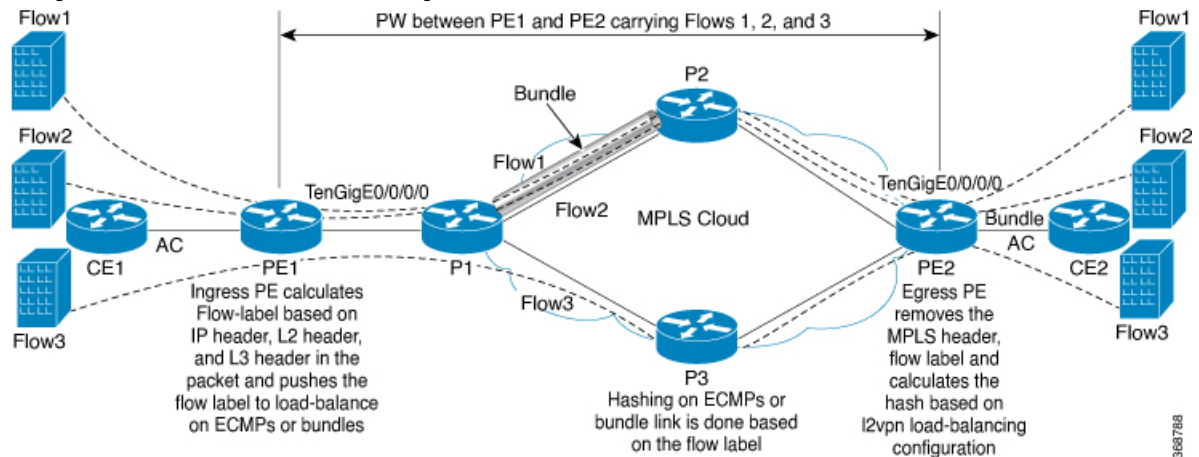 Flow1
PW between PE1 and PE2 carrying Flows 1, 2, and 3
Flow1
P2
Bundle
Flow2
Flow1
Flow2
TenGigE0/0/0/0
Flow2
MPLS Cloud
TenGigE0/0/0/0
Bundle
AC
AC
CE1
PE1
P1
PE2
CE2
Flow3
Flow3
Flow3
P3
Ingress PE calculates
Flow-label based on
IP header, L2 header,
and L3 header in the
packet and pushes the
flow label to load-balance
on ECMPs or bundles
Hashing on ECMPs or
bundle link is done based
on the flow label
Egress PE
removes the
MPLS header,
flow label and
calculates the
hash based on
l2vpn load-balancing
configuration
368788